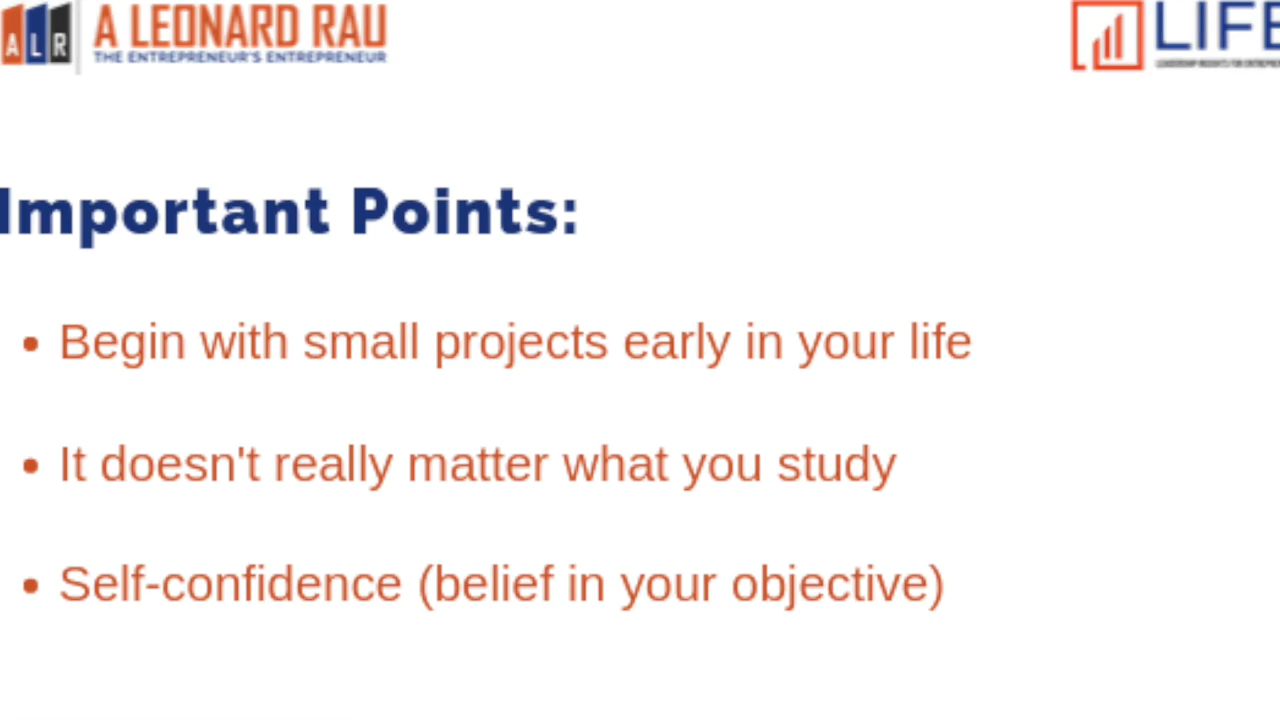 ALR
A LEONARD RAU
THE ENTREPRENEUR'S ENTREPRENEUR
LIFE
Important Points:
• Begin with small projects early in your life
• It doesn't really matter what you study
• Self-confidence (belief in your objective)